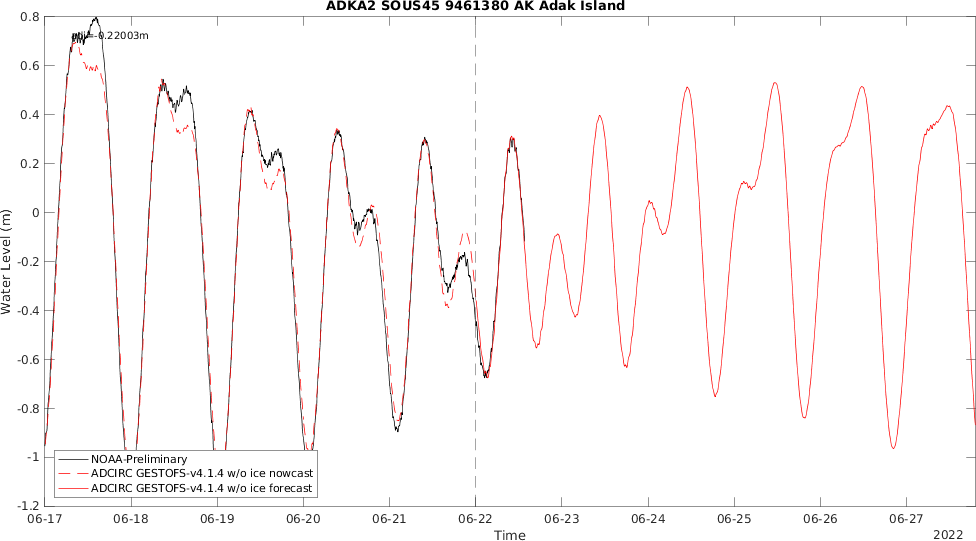 ADKA2 SOUS45 9461380 AK Adak Island
0.8
0.6
0.4
0.2
0
-0.2
-0.4
-0.6
-0.8
-1
-1.2
Water Level (m)
NOAA-Preliminary
ADCIRC GESTOFS-v4.1.4 w/o ice nowcast
ADCIRC GESTOFS-v4.1.4 w/o ice forecast
06-17 06-18 06-19 06-20 06-21 06-22 06-23 06-24 06-25 06-26 06-27
Time
2022